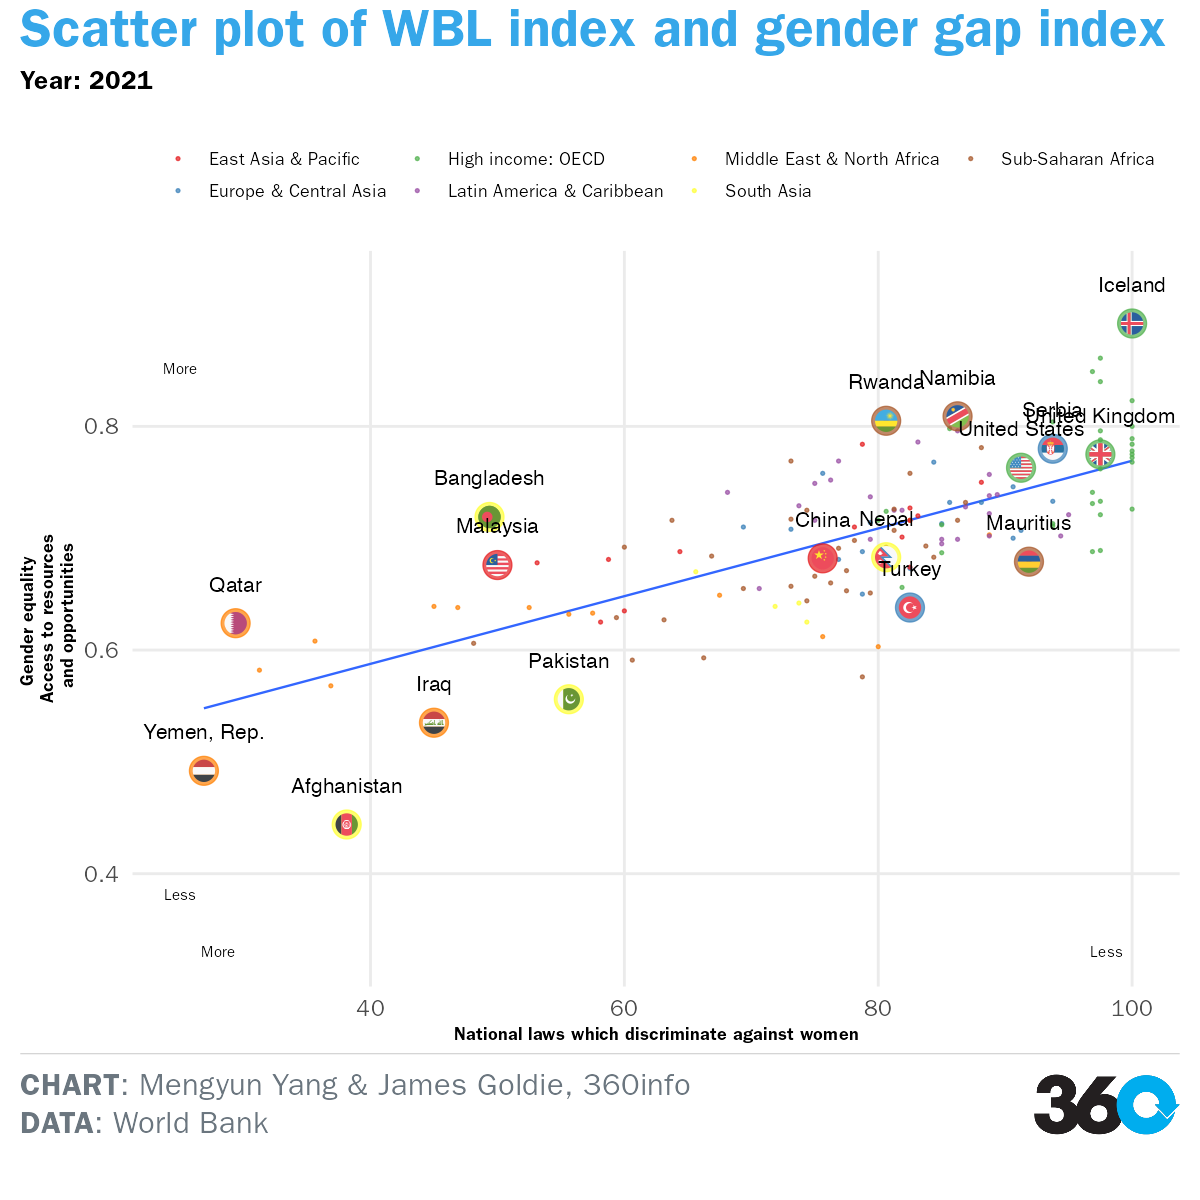 Scatter plot of WBL index and gender gap index
Year: 2021
East Asia & Pacific
High income: OECD
Middle East & North Africa
Sub-Saharan Africa
Europe & Central Asia
Latin America & Caribbean
South Asia
Iceland
More
Rwanda
Namibia
Serbia
United Kingdom
United States
0.8
Bangladesh
Malaysia
China
Nepal
Mauritius
Turkey
Qatar
Gender equality
Access to resources
and opportunities
0.6
Pakistan
Iraq
Yemen, Rep.
Afghanistan
0.4
Less
More
Less
40
60
80
100
National laws which discriminate against women
CHART: Mengyun Yang & James Goldie, 360info
DATA: World Bank
360